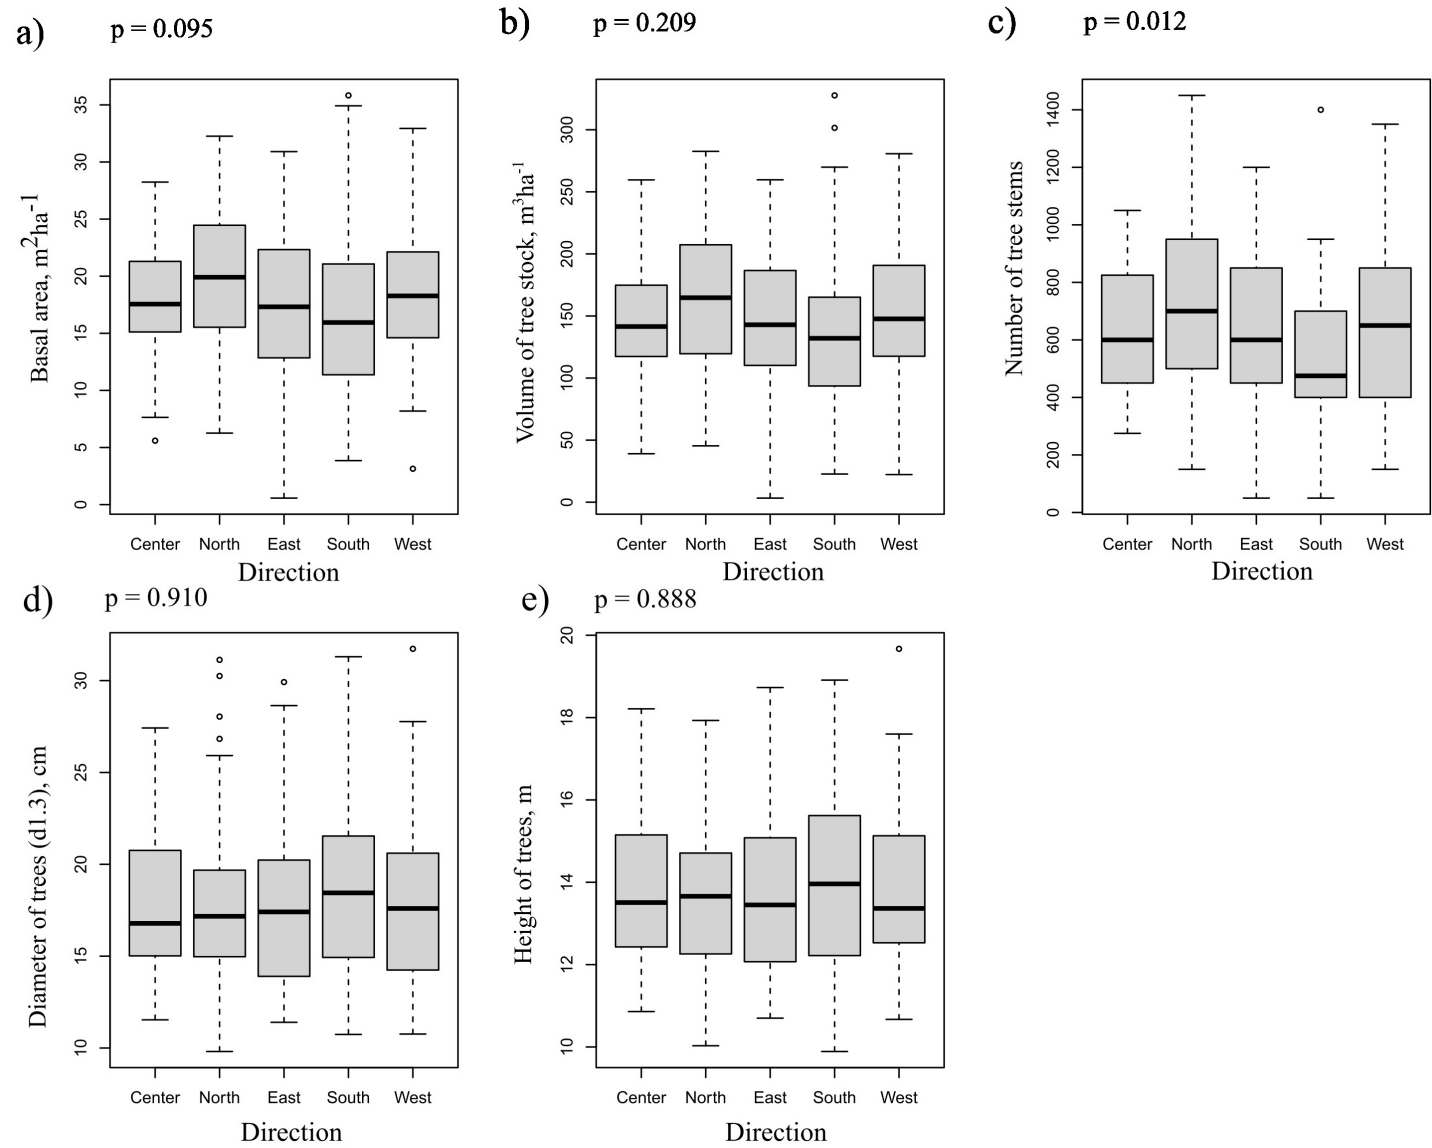 a)
p = 0.095
Basal area, m²ha⁻¹
35
30
25
20
15
10
5
0
Center North East South West
Direction
b)
p = 0.209
Volume of tree stock, m³ha⁻¹
300
250
200
150
100
50
0
Center North East South West
Direction
c)
p = 0.012
Number of tree stems
1400
1200
1000
800
600
400
200
0
Center North East South West
Direction
d)
p = 0.910
Diameter of trees (d1.3), cm
30
25
20
15
10
Center North East South West
Direction
e)
p = 0.888
Height of trees, m
20
18
16
14
12
10
Center North East South West
Direction